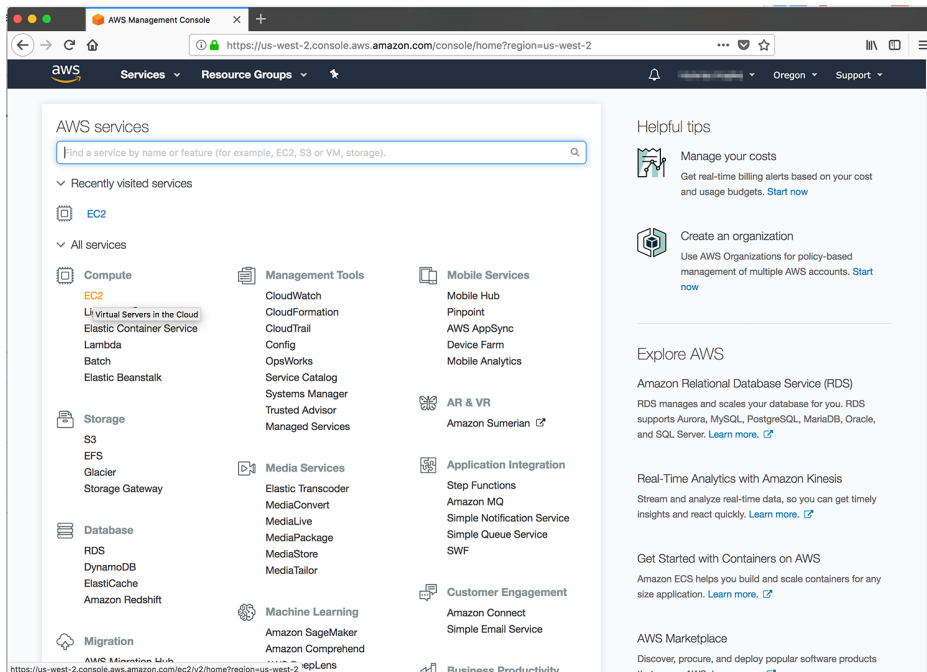 AWS Management Console
https://us-west-2.console.aws.amazon.com/console/home?region=us-west-2
aws
Services
Resource Groups
Oregon
Support
AWS services
Find a service by name or feature (for example, EC2, S3 or VM, storage).
Recently visited services
EC2
All services
Compute
EC2
Virtual Servers in the Cloud
Elastic Container Service
Lambda
Batch
Elastic Beanstalk
Storage
S3
EFS
Glacier
Storage Gateway
Database
RDS
DynamoDB
ElastiCache
Amazon Redshift
Migration
AWS Migration Hub
https://us-west-2.console.aws.amazon.com/ec2/v2/home?region=us-west-2
Management Tools
CloudWatch
CloudFormation
CloudTrail
Config
OpsWorks
Service Catalog
Systems Manager
Trusted Advisor
Managed Services
Media Services
Elastic Transcoder
MediaConvert
MediaLive
MediaPackage
MediaStore
MediaTailor
Machine Learning
Amazon SageMaker
Amazon Comprehend
Mobile Services
Mobile Hub
Pinpoint
AWS AppSync
Device Farm
Mobile Analytics
AR & VR
Amazon Sumerian
Application Integration
Step Functions
Amazon MQ
Simple Notification Service
Simple Queue Service
SWF
Customer Engagement
Amazon Connect
Simple Email Service
Business Productivity
Helpful tips
Manage your costs
Get real-time billing alerts based on your cost
and usage budgets. Start now
Create an organization
Use AWS Organizations for policy-based
management of multiple AWS accounts. Start
now
Explore AWS
Amazon Relational Database Service (RDS)
RDS manages and scales your database for you. RDS
supports Aurora, MySQL, PostgreSQL, MariaDB, Oracle,
and SQL Server. Learn more.
Real-Time Analytics with Amazon Kinesis
Stream and analyze real-time data, so you can get timely
insights and react quickly. Learn more.
Get Started with Containers on AWS
Amazon ECS helps you build and scale containers for any
size application. Learn more.
AWS Marketplace
Discover, procure, and deploy popular software products